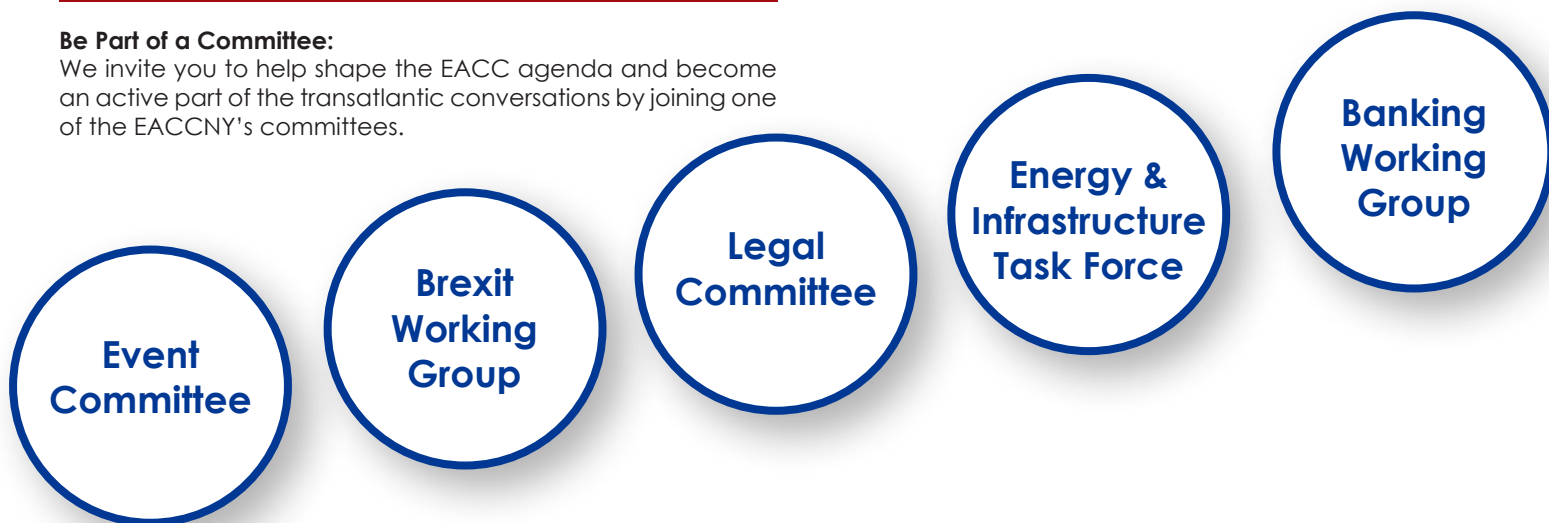 Be Part of a Committee:
We invite you to help shape the EACC agenda and become
an active part of the transatlantic conversations by joining one
of the EACCNY’s committees.
Event
Committee
Brexit
Working
Group
Legal
Committee
Energy &
Infrastructure
Task Force
Banking
Working
Group